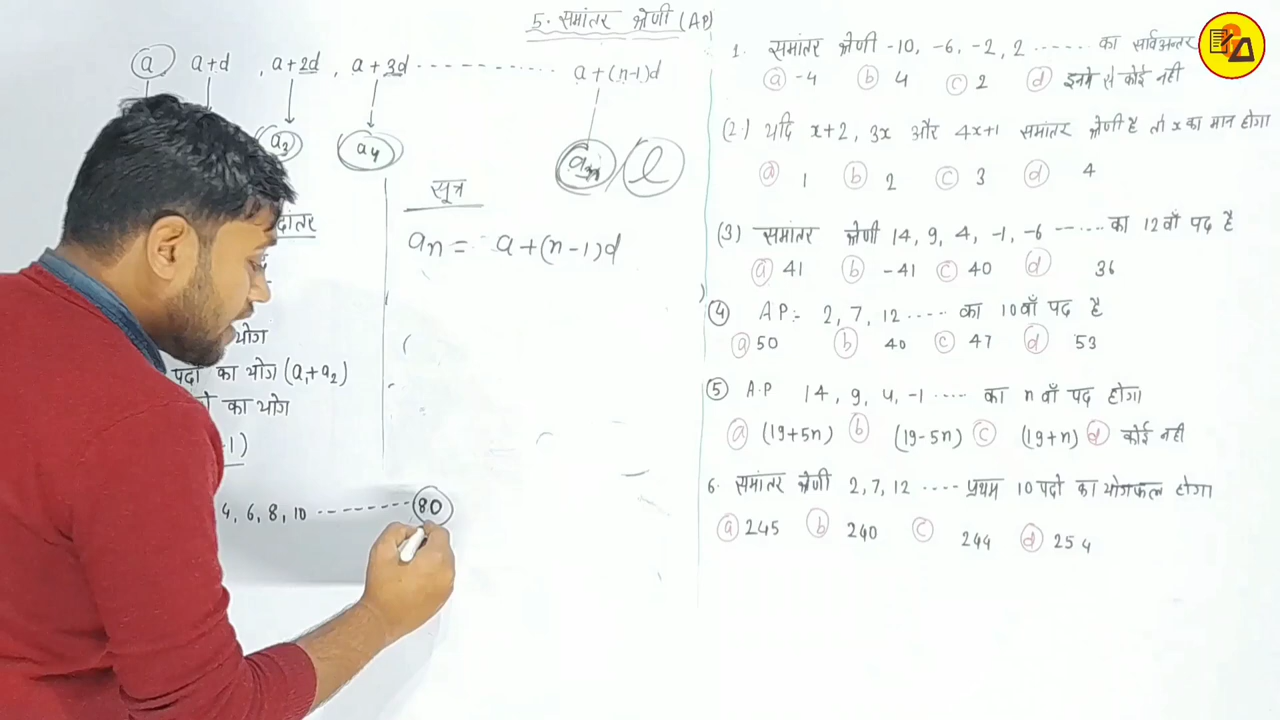 5. समांतर श्रेणी (AP)
a a+d , a+2d , a+3d ............ a+(n-1)d
a3 a4 an / l
सूत्र
दांतर
an = a+(n-1)d
योग
पदों का योग (a1+a2)
का योग
-1)
4, 6, 8, 10 -------- 80
1. समांतर श्रेणी -10, -6, -2, 2 ...... का सार्वअन्तर
(a) -4 (b) 4 (c) 2 (d) इनमे से कोई नही
(2.) यदि x+2, 3x और 4x+1 समांतर श्रेणी है तो x का मान होगा
(a) 1 (b) 2 (c) 3 (d) 4
(3) समांतर श्रेणी 14, 9, 4, -1, -6 ------ का 12वाँ पद है
(a) 41 (b) -41 (c) 40 (d) 36
(4) AP:- 2, 7, 12 ..... का 10वाँ पद है
(a) 50 (b) 40 (c) 47 (d) 53
(5) A.P 14, 9, 4, -1 ..... का n वाँ पद होगा
(a) (19+5n) (b) (19-5n) (c) (19+n) (d) कोई नही
6. समांतर श्रेणी 2, 7, 12 ..... प्रथम 10 पदो का योगफल होगा
(a) 245 (b) 240 (c) 244 (d) 254